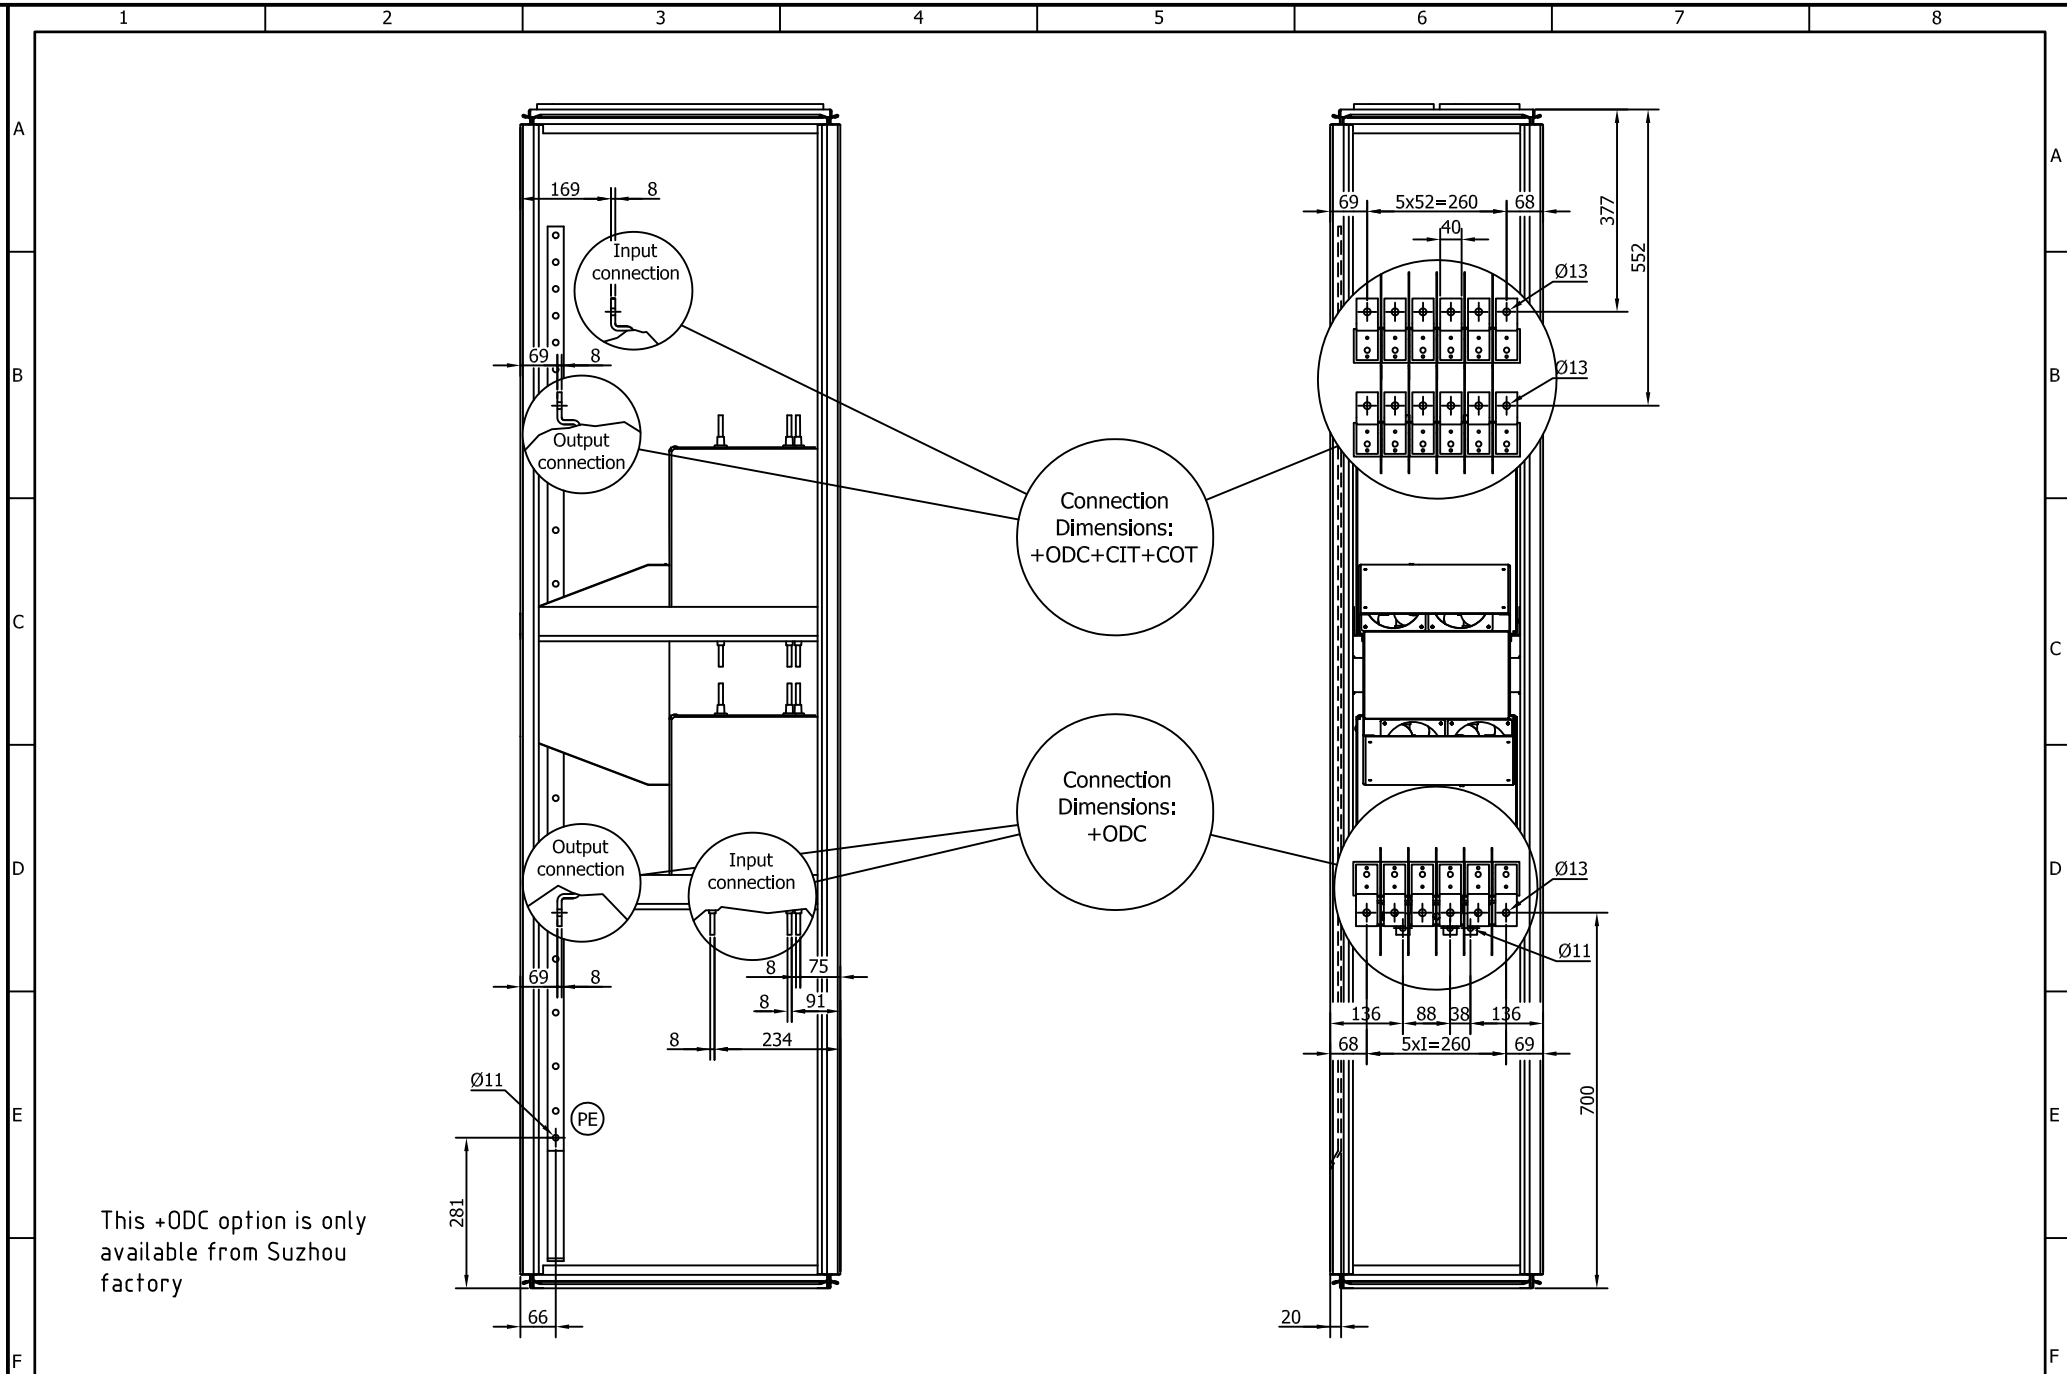 1 2 3 4 5 6 7 8
A
A
169 8
69 5x52=260 68
377
40
552
Input
connection
Ø13
69 8
B
Ø13
B
Output
connection
Connection
Dimensions:
+ODC+CIT+COT
C
C
Connection
Dimensions:
+ODC
Output
connection
Input
connection
D
Ø13
D
Ø11
69 8
8 75
8 91
8 234
136 88 38 136
68 5xI=260 69
Ø11
PE
700
E
E
281
This +ODC option is only
available from Suzhou
factory
66
20
F
F